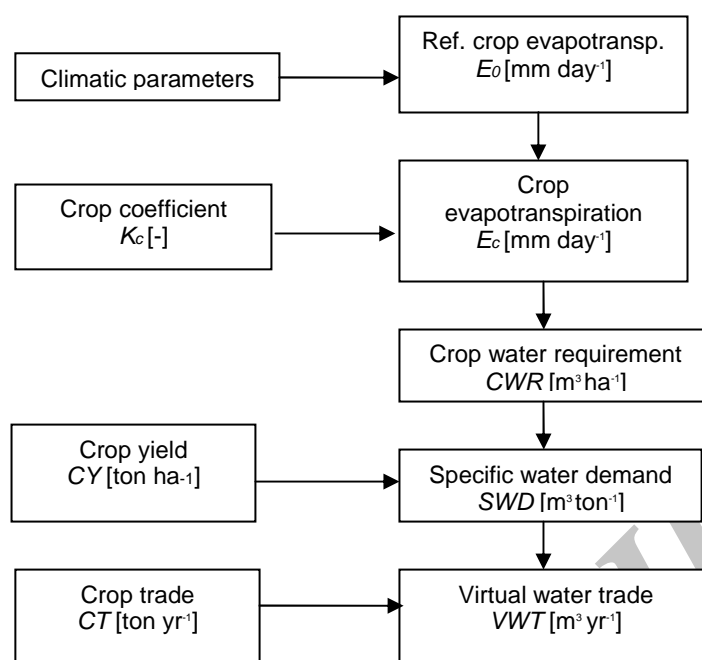 Ref. crop evapotransp.
E₀ [mm day⁻¹]
Climatic parameters
Crop coefficient
K꜀ [-]
Crop
evapotranspiration
E꜀ [mm day⁻¹]
Crop water requirement
CWR [m³ ha⁻¹]
Crop yield
CY [ton ha-1]
Specific water demand
SWD [m³ ton⁻¹]
Crop trade
CT [ton yr⁻¹]
Virtual water trade
VWT [m³ yr⁻¹]